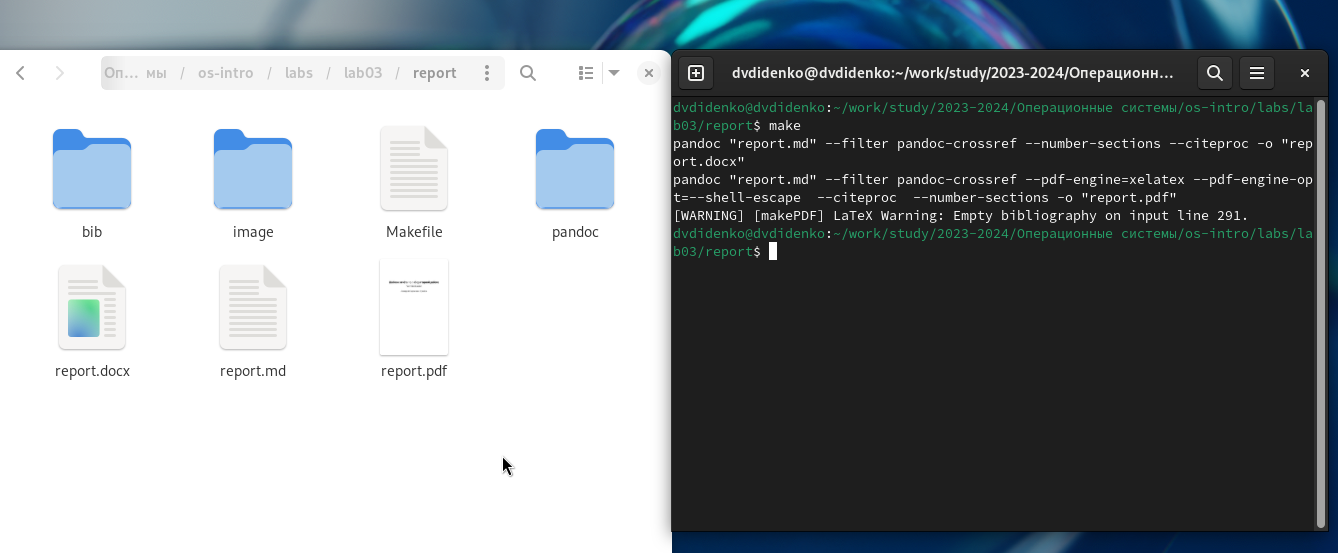 Оп… мы / os-intro / labs / lab03 / report
bib
image
Makefile
pandoc
report.docx
report.md
report.pdf
dvdidenko@dvdidenko:~/work/study/2023-2024/Операционн…
dvdidenko@dvdidenko:~/work/study/2023-2024/Операционные системы/os-intro/labs/la
b03/report$ make
pandoc "report.md" --filter pandoc-crossref --number-sections --citeproc -o "rep
ort.docx"
pandoc "report.md" --filter pandoc-crossref --pdf-engine=xelatex --pdf-engine-op
t=--shell-escape  --citeproc  --number-sections -o "report.pdf"
[WARNING] [makePDF] LaTeX Warning: Empty bibliography on input line 291.
dvdidenko@dvdidenko:~/work/study/2023-2024/Операционные системы/os-intro/labs/la
b03/report$